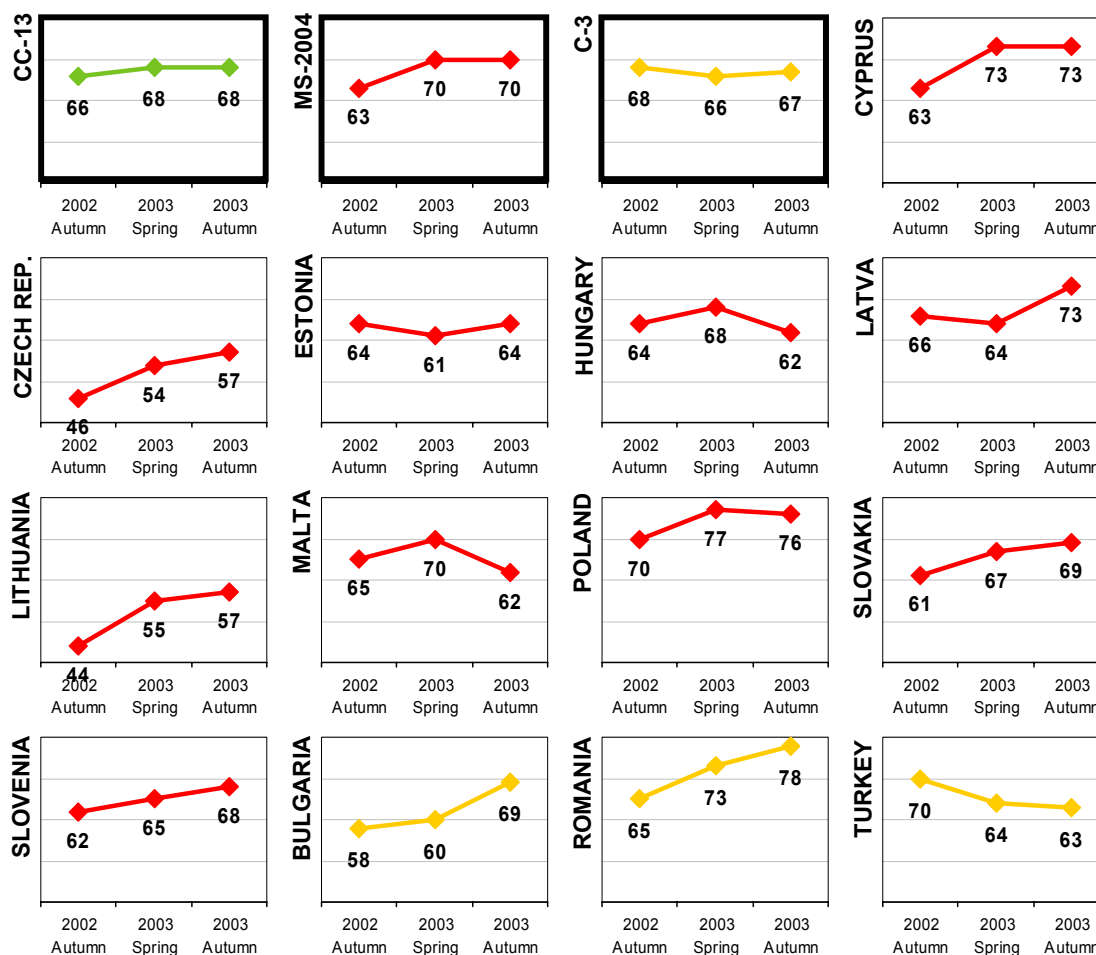 CC-13
66
68
68
2002
Autumn
2003
Spring
2003
Autumn
MS-2004
63
70
70
2002
Autumn
2003
Spring
2003
Autumn
C-3
68
66
67
2002
Autumn
2003
Spring
2003
Autumn
CYPRUS
63
73
73
2002
Autumn
2003
Spring
2003
Autumn
CZECH REP.
46
54
57
2002
Autumn
2003
Spring
2003
Autumn
ESTONIA
64
61
64
2002
Autumn
2003
Spring
2003
Autumn
HUNGARY
64
68
62
2002
Autumn
2003
Spring
2003
Autumn
LATVA
66
64
73
2002
Autumn
2003
Spring
2003
Autumn
LITHUANIA
44
55
57
2002
Autumn
2003
Spring
2003
Autumn
MALTA
65
70
62
2002
Autumn
2003
Spring
2003
Autumn
POLAND
70
77
76
2002
Autumn
2003
Spring
2003
Autumn
SLOVAKIA
61
67
69
2002
Autumn
2003
Spring
2003
Autumn
SLOVENIA
62
65
68
2002
Autumn
2003
Spring
2003
Autumn
BULGARIA
58
60
69
2002
Autumn
2003
Spring
2003
Autumn
ROMANIA
65
73
78
2002
Autumn
2003
Spring
2003
Autumn
TURKEY
70
64
63
2002
Autumn
2003
Spring
2003
Autumn